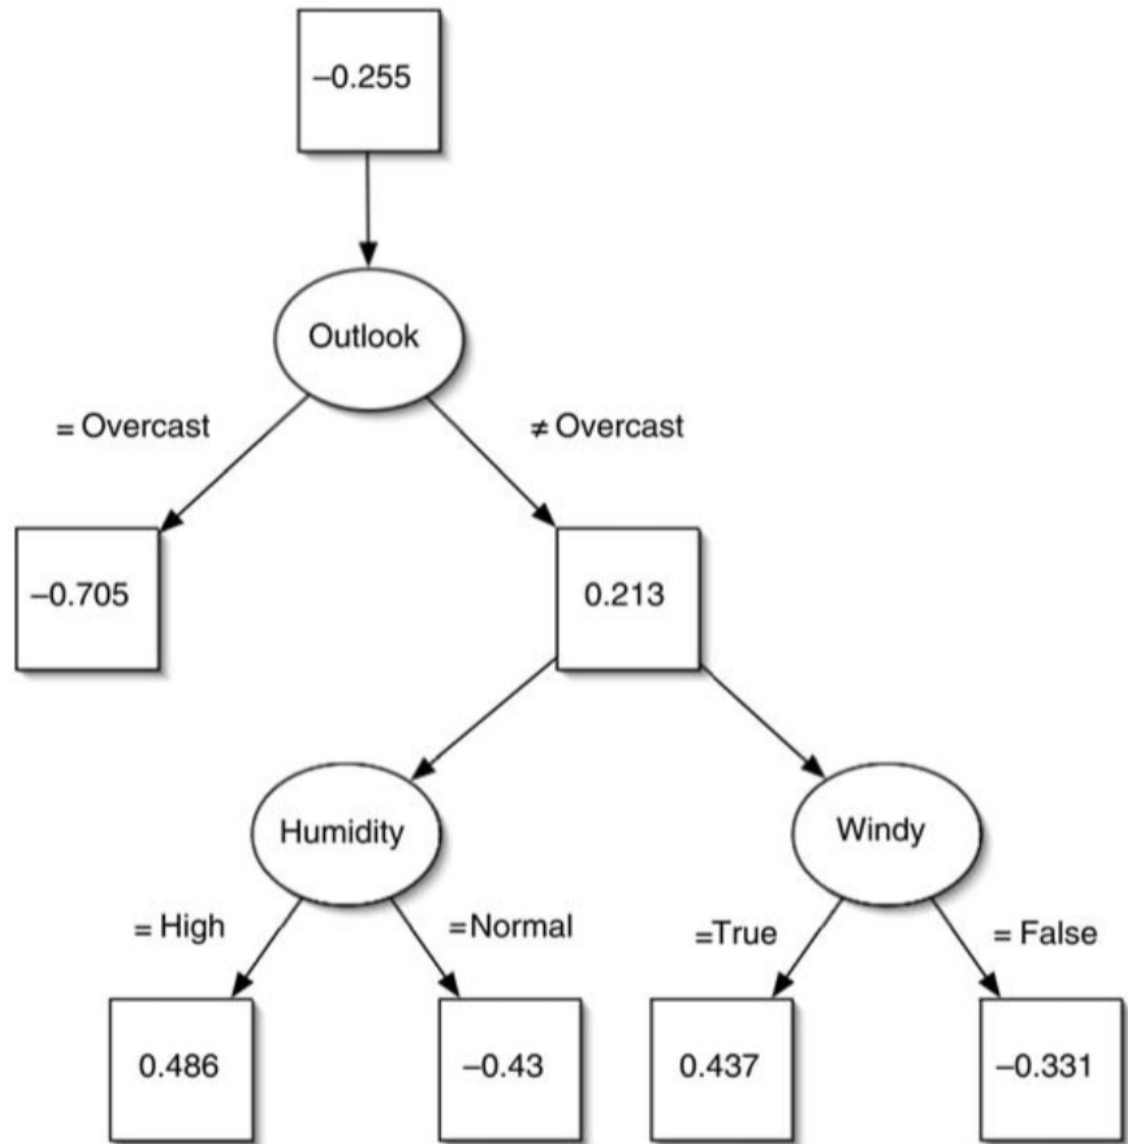 –0.255
Outlook
= Overcast
≠ Overcast
–0.705
0.213
Humidity
Windy
= High
=Normal
=True
= False
0.486
–0.43
0.437
–0.331